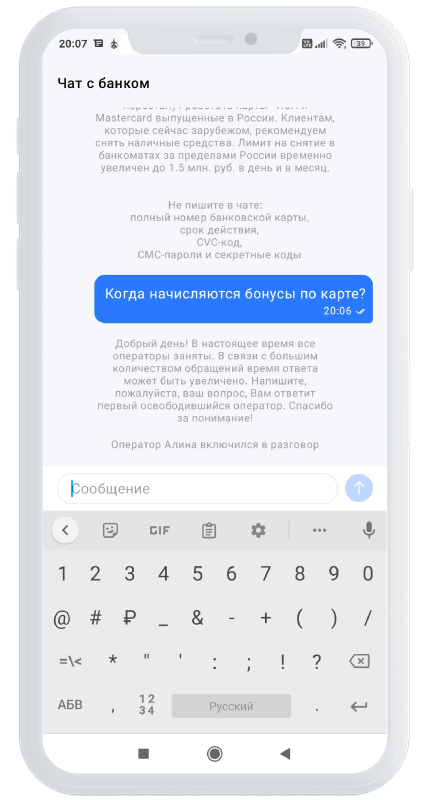 20:07
39
Чат с банком
Mastercard выпущенные в России. Клиентам,
которые сейчас зарубежом, рекомендуем
снять наличные средства. Лимит на снятие в
банкоматах за пределами России временно
увеличен до 1.5 млн. руб. в день и в месяц.
Не пишите в чате:
полный номер банковской карты,
срок действия,
CVC-код,
СМС-пароли и секретные коды
Когда начисляются бонусы по карте?
20:06
Добрый день! В настоящее время все
операторы заняты. В связи с большим
количеством обращений время ответа
может быть увеличено. Напишите,
пожалуйста, ваш вопрос, Вам ответит
первый освободившийся оператор. Спасибо
за понимание!
Оператор Алина включился в разговор
Сообщение
GIF
1 2 3 4 5 6 7 8 9 0
@ # ₽ _ & - + ( ) /
=\< * " ' : ; ! ?
АБВ , 12 34 Русский .